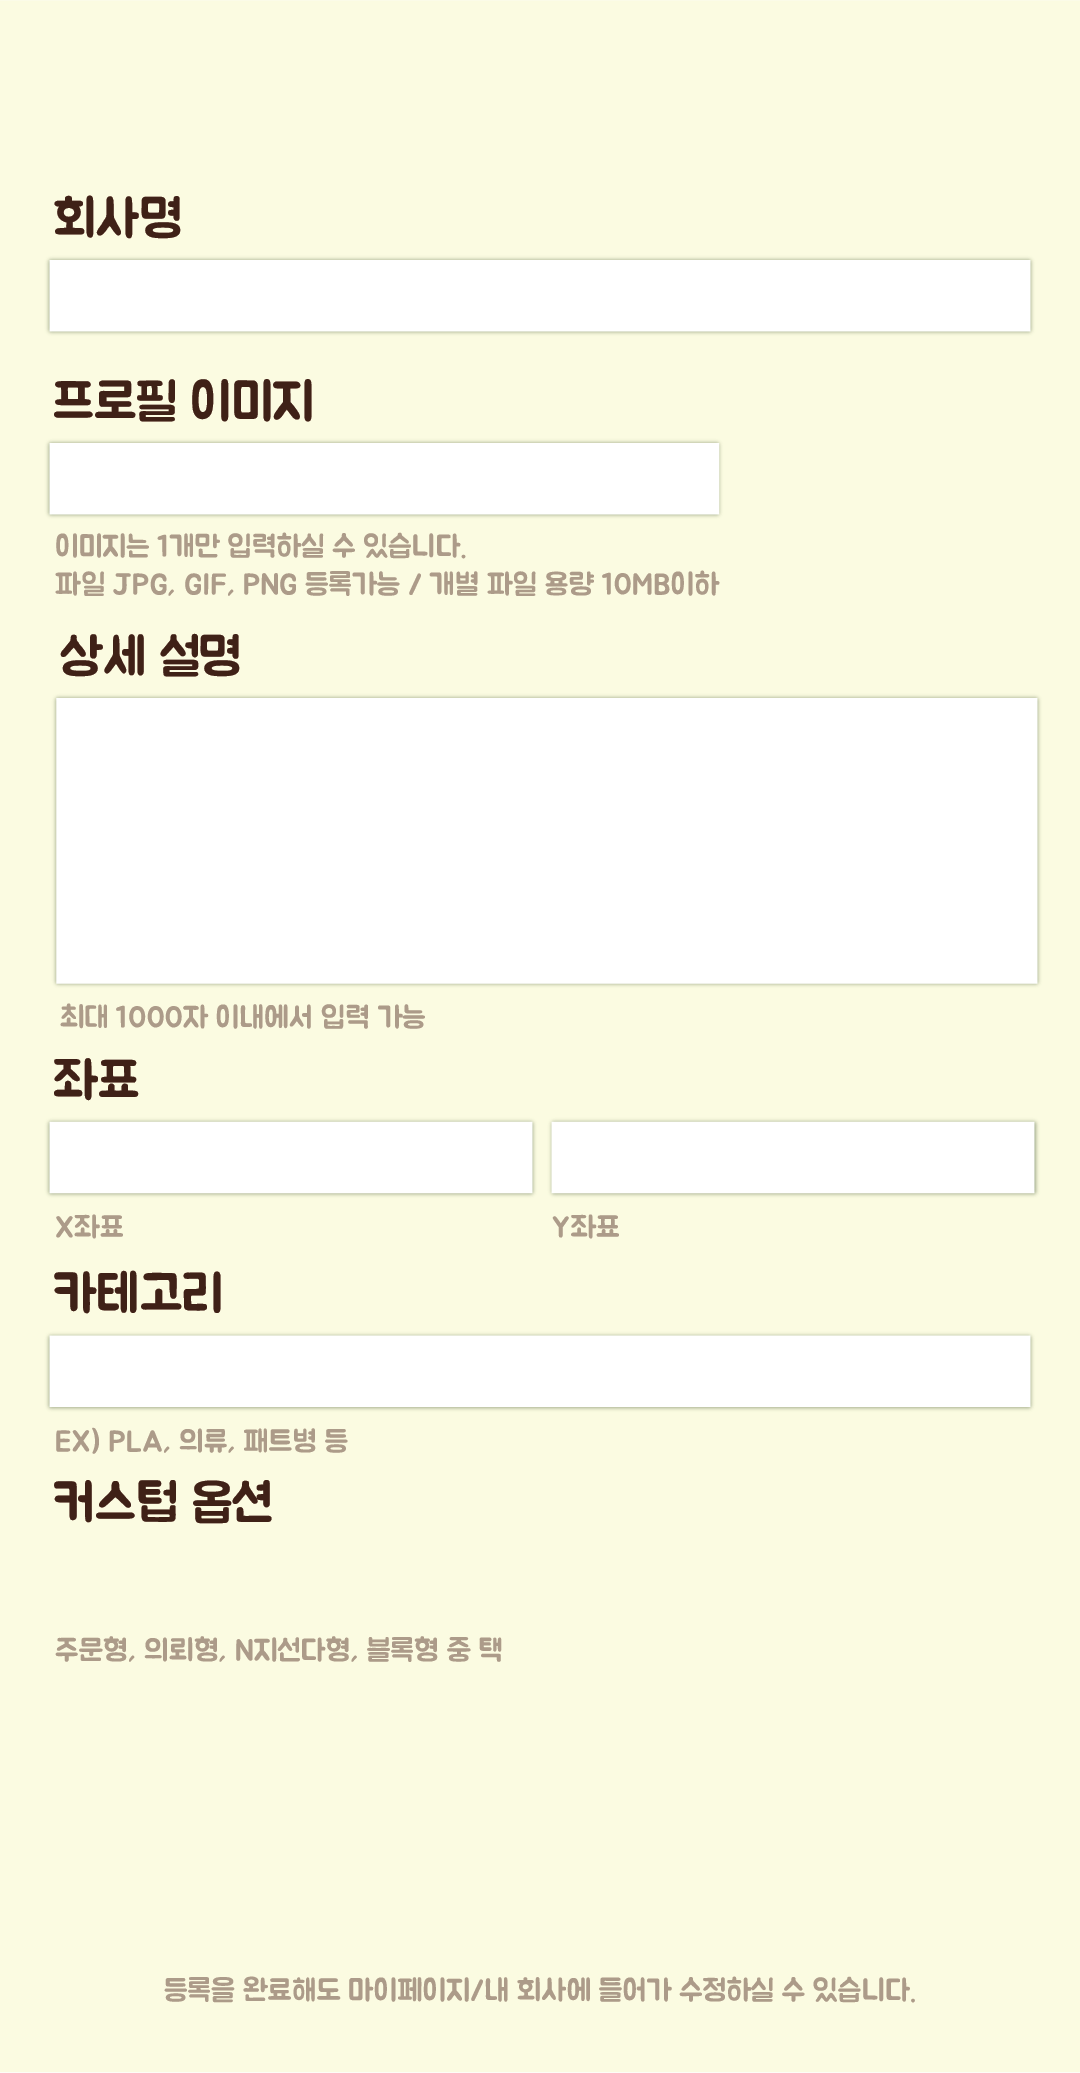 회사명
프로필 이미지
이미지는 1개만 입력하실 수 있습니다.
파일 JPG, GIF, PNG 등록가능 / 개별 파일 용량 10MB이하
상세 설명
최대 1000자 이내에서 입력 가능
좌표
X좌표
Y좌표
카테고리
EX) PLA, 의류, 패트병 등
커스텀 옵션
주문형, 의뢰형, N지선다형, 블록형 중 택
등록을 완료해도 마이페이지/내 회사에 들어가 수정하실 수 있습니다.